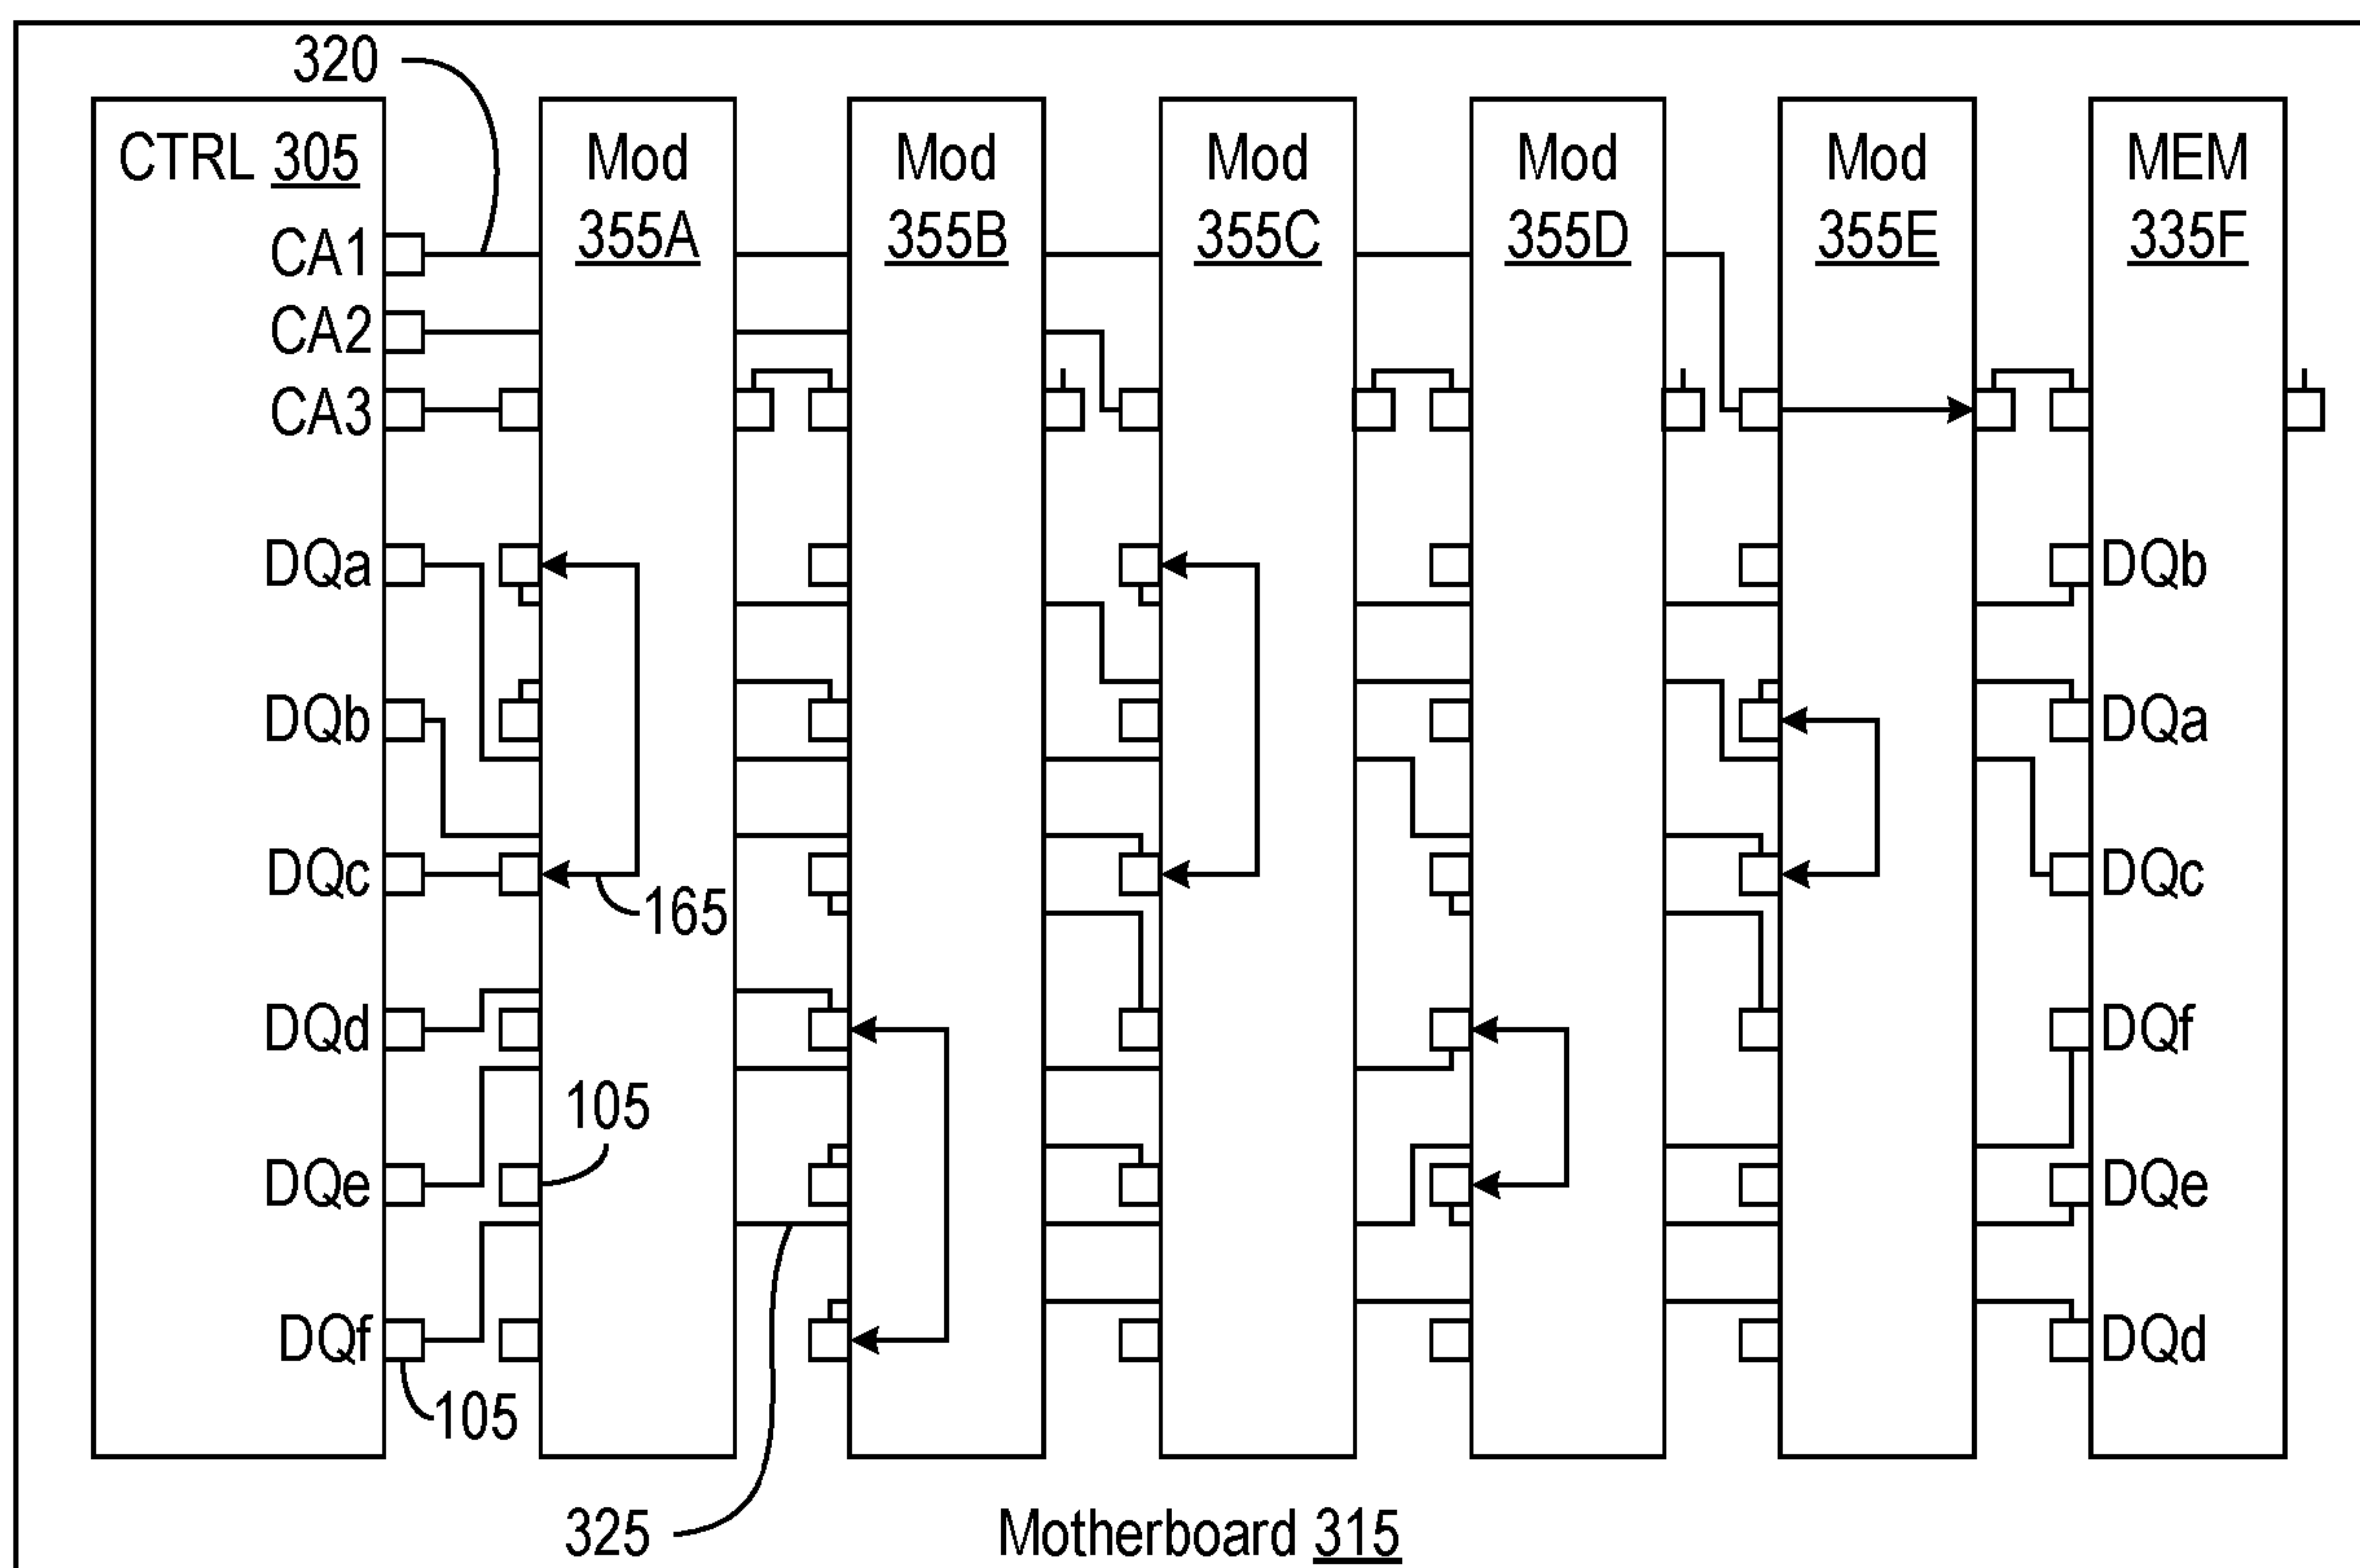 320
CTRL 305
Mod
355A
Mod
355B
Mod
355C
Mod
355D
Mod
355E
MEM
335F
CA1
CA2
CA3
DQa
DQb
DQb
DQa
DQc
165
DQc
DQd
DQf
105
DQe
DQe
DQf
DQd
105
325
Motherboard 315